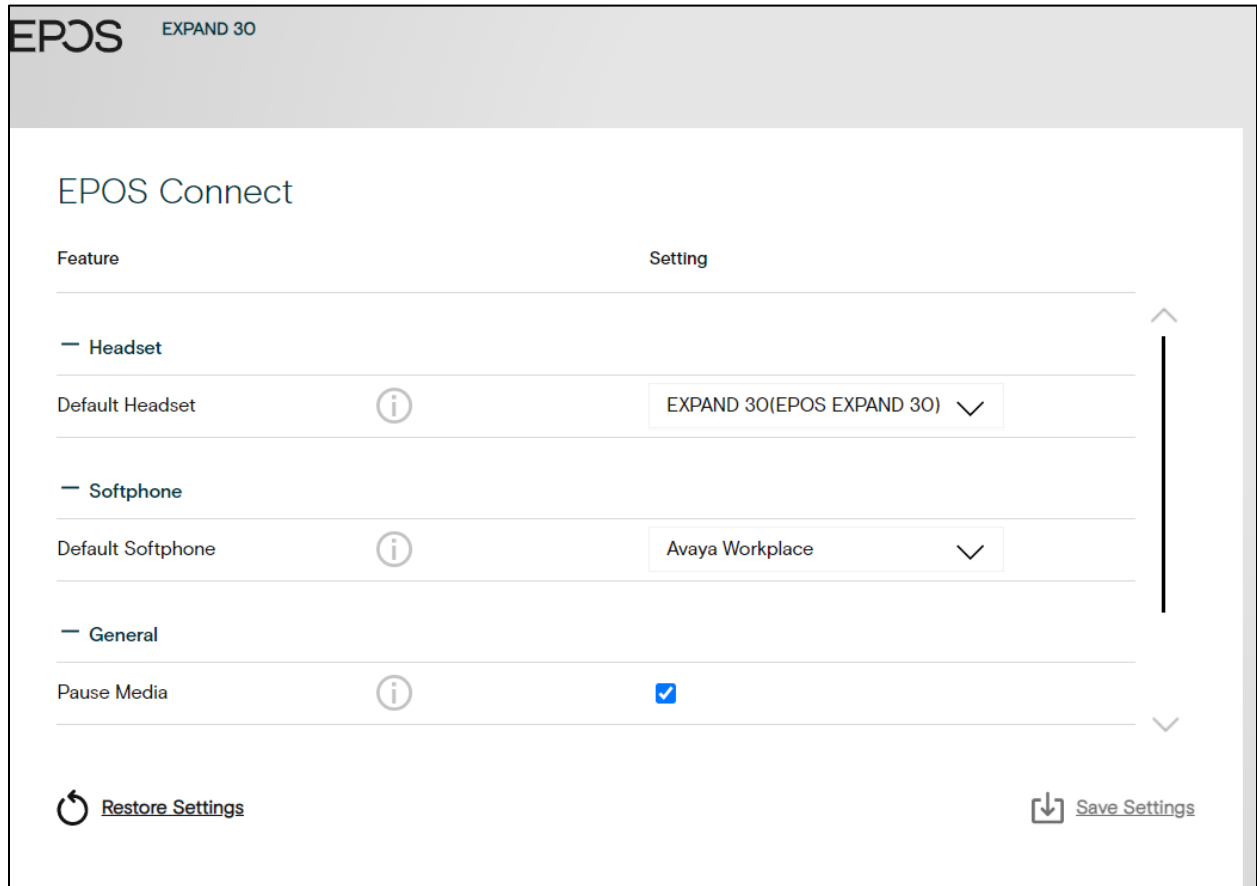 EPOS
EXPAND 30
EPOS Connect
Feature Setting
Headset
Default Headset EXPAND 30(EPOS EXPAND 30)
Softphone
Default Softphone Avaya Workplace
General
Pause Media
Restore Settings Save Settings